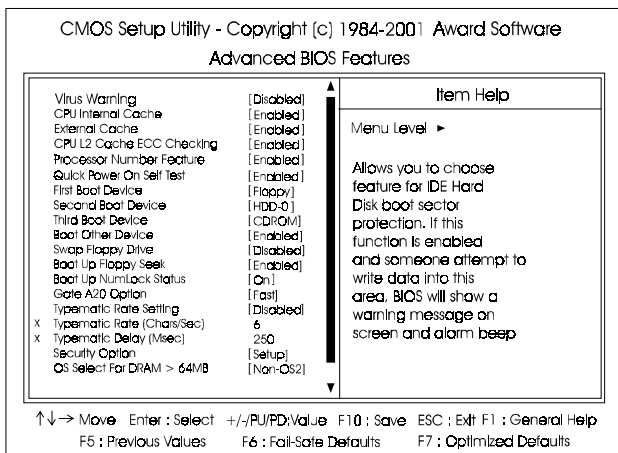 CMOS Setup Utility - Copyright (c) 1984-2001 Award Software
Advanced BIOS Features
Virus Warning [Disabled]
CPU Internal Cache [Enabled]
External Cache [Enabled]
CPU L2 Cache ECC Checking [Enabled]
Processor Number Feature [Enabled]
Quick Power On Self Test [Enabled]
First Boot Device [Floppy]
Second Boot Device [HDD-0]
Third Boot Device [CDROM]
Boot Other Device [Enabled]
Swap Floppy Drive [Disabled]
Boot Up Floppy Seek [Enabled]
Boot Up NumLock Status [On]
Gate A20 Option [Fast]
Typematic Rate Setting [Disabled]
x Typematic Rate (Chars/Sec) 6
x Typematic Delay (Msec) 250
Security Option [Setup]
OS Select For DRAM > 64MB [Non-OS2]
Item Help
Menu Level ►
Allows you to choose
feature for IDE Hard
Disk boot sector
protection. If this
function is enabled
and someone attempt to
write data into this
area, BIOS will show a
warning message on
screen and alarm beep
↑↓→ Move Enter : Select +/-/PU/PD:Value F10 : Save ESC : Exit F1 : General Help
F5 : Previous Values F6 : Fail-Safe Defaults F7 : Optimized Defaults